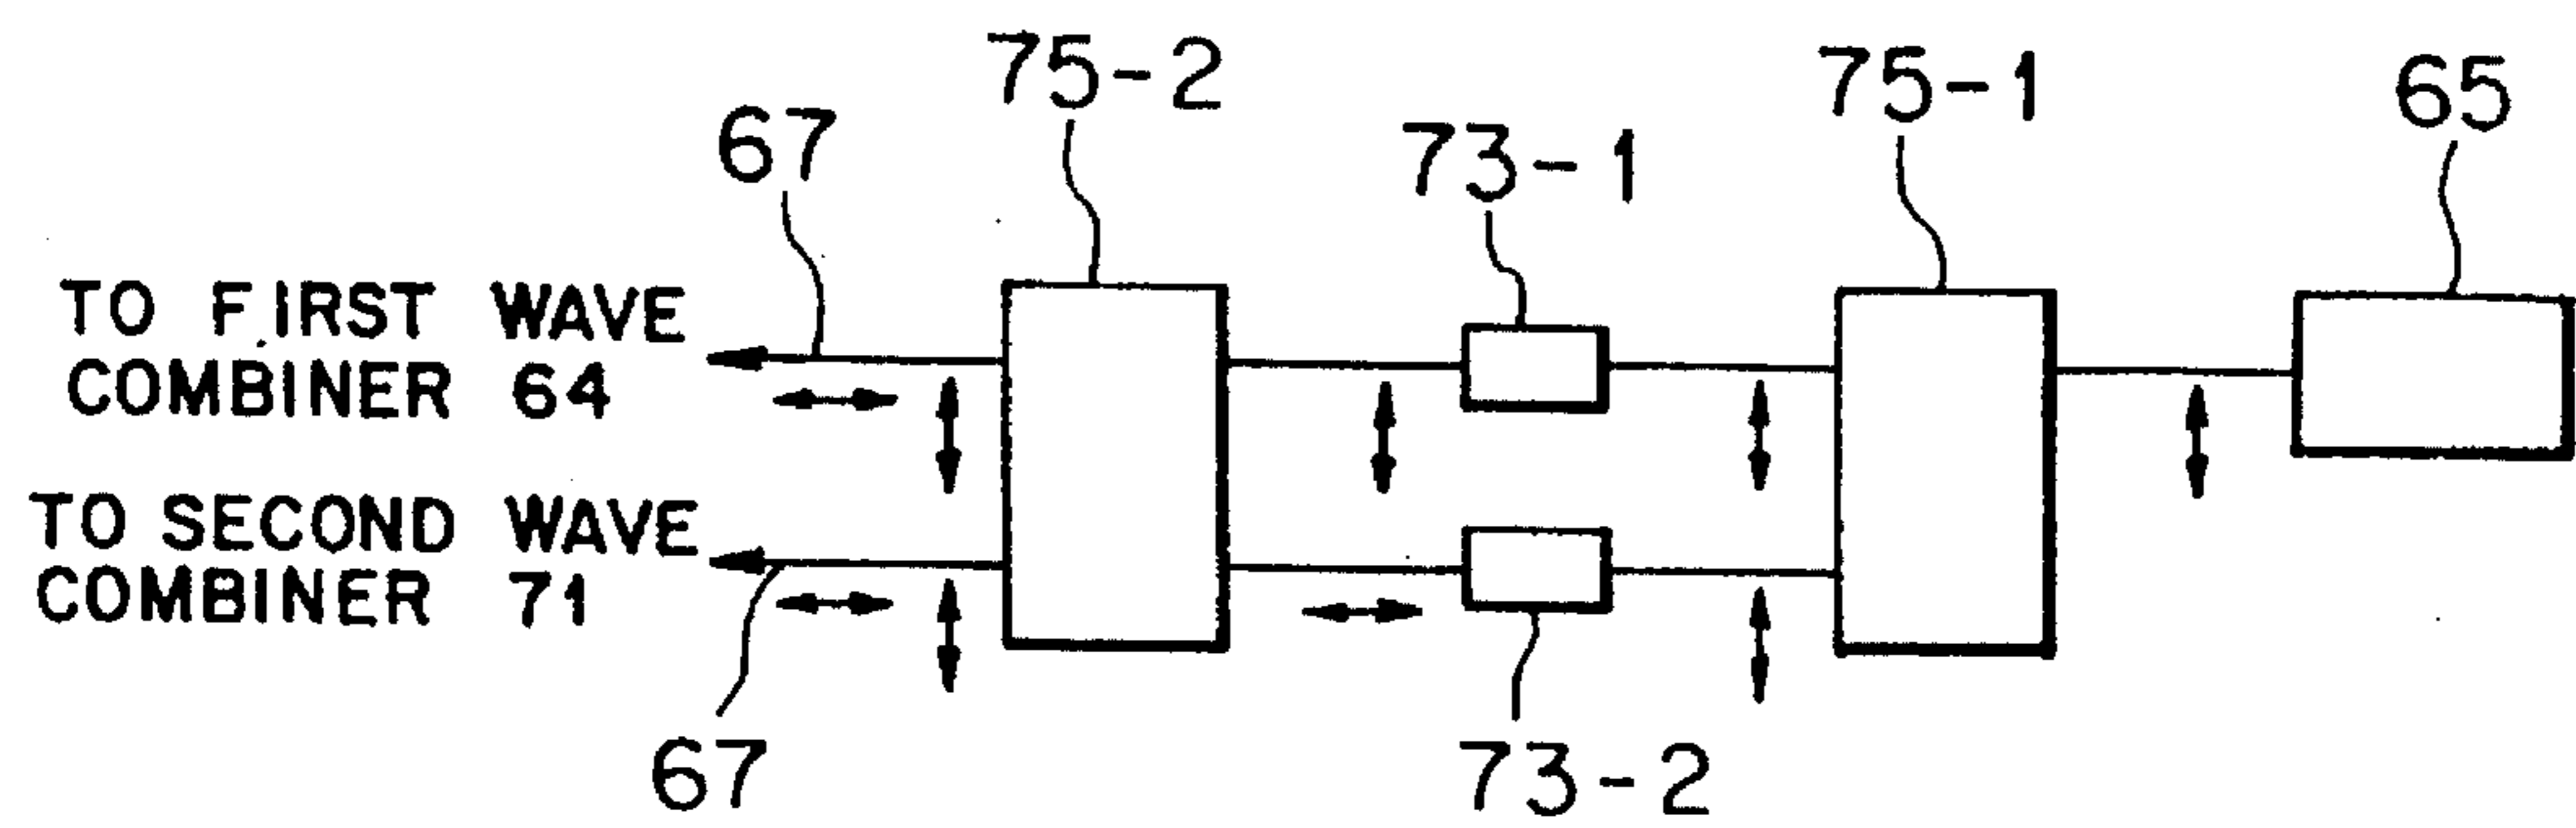 75-2
75-1
65
67
73-1
TO FIRST WAVE
COMBINER 64
TO SECOND WAVE
COMBINER 71
67
73-2